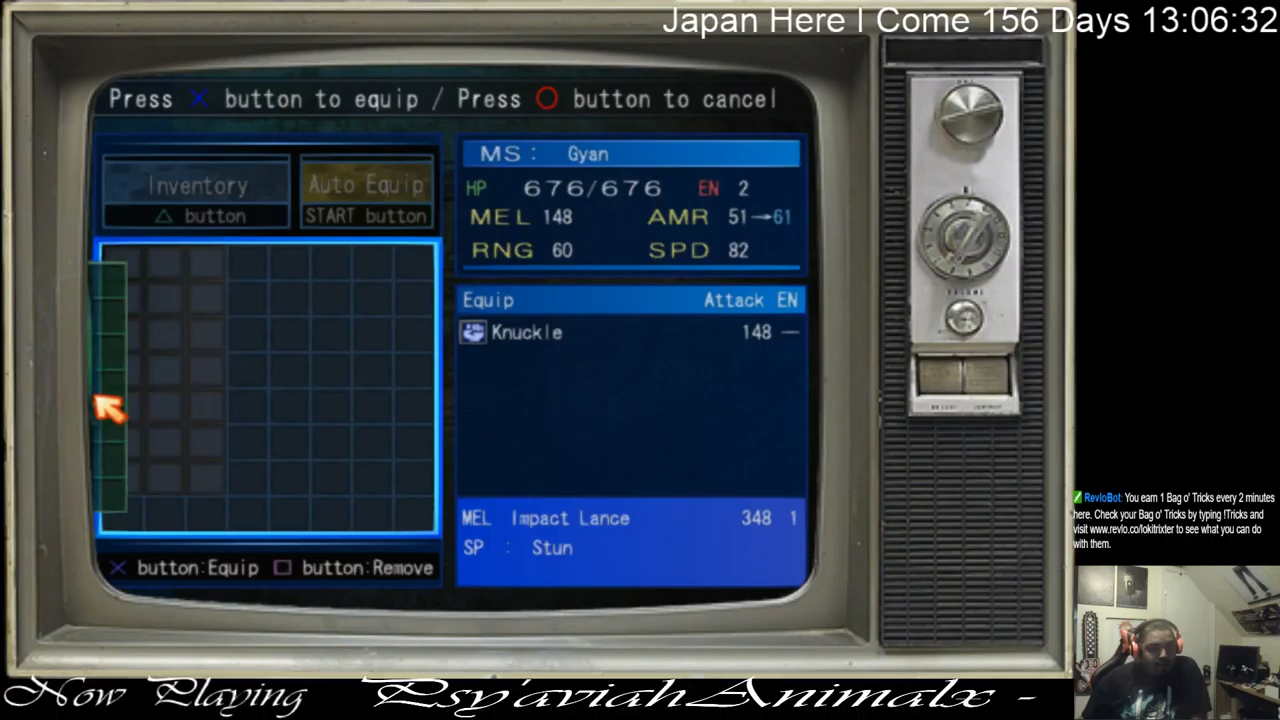 Japan Here I Come 156 Days 13:06:32
Press X button to equip / Press ○ button to cancel
Inventory
△ button
Auto Equip
START button
MS: Gyan
HP 676/676 EN 2
MEL 148 AMR 51→61
RNG 60 SPD 82
Equip Attack EN
Knuckle 148 —
MEL Impact Lance 348 1
SP : Stun
X button:Equip □ button:Remove
VOLUME
RevloBot: You earn 1 Bag o' Tricks every 2 minutes
here. Check your Bag o' Tricks by typing !Tricks and
visit www.revlo.co/lokitrixter to see what you can do
with them.
Now Playing Psy'aviahAnimalx -